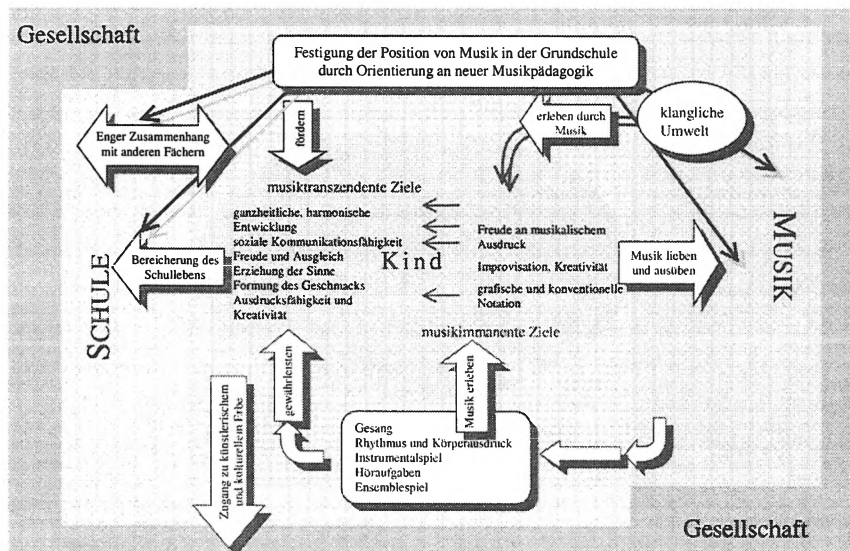 Gesellschaft
Festigung der Position von Musik in der Grundschule
durch Orientierung an neuer Musikpädagogik
Enger Zusammenhang
mit anderen Fächern
fördern
erleben durch
Musik
klangliche
Umwelt
musiktranszendente Ziele
ganzheitliche, harmonische
Entwicklung
soziale Kommunikationsfähigkeit
Freude und Ausgleich
Erziehung der Sinne
Formung des Geschmacks
Ausdrucksfähigkeit und
Kreativität
Kind
Freude an musikalischem
Ausdruck
Improvisation, Kreativität
grafische und konventionelle
Notation
musikimmanente Ziele
Musik lieben
und ausüben
MUSIK
SCHULE
Bereicherung des
Schullebens
gewährleisten
Musik erleben
Zugang zu künstlerischem
und kulturellem Erbe
Gesang
Rhythmus und Körperausdruck
Instrumentalspiel
Höraufgaben
Ensemblespiel
Gesellschaft